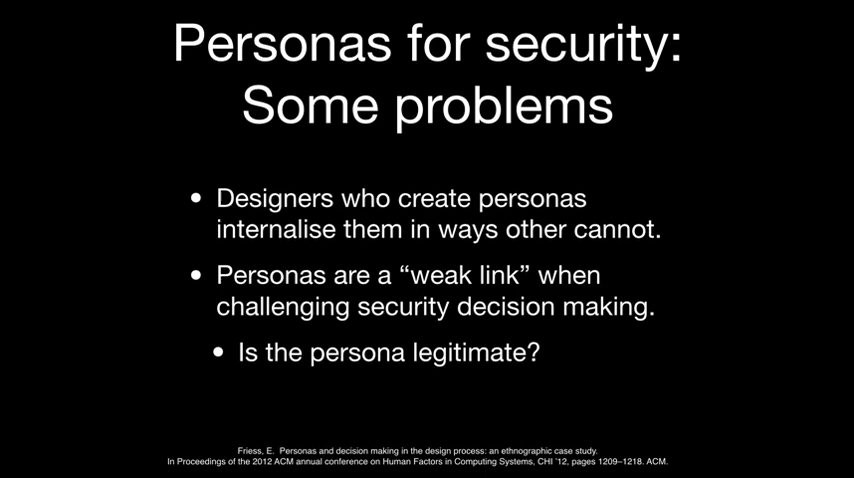 Personas for security:
Some problems
• Designers who create personas
internalise them in ways other cannot.
• Personas are a “weak link” when
challenging security decision making.
• Is the persona legitimate?
Friess, E. Personas and decision making in the design process: an ethnographic case study.
In Proceedings of the 2012 ACM annual conference on Human Factors in Computing Systems, CHI ’12, pages 1209–1218. ACM.